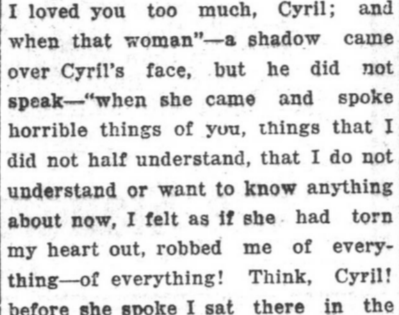 I loved you too much, Cyril; and
when that woman”—a shadow came
over Cyril's face, but he did not
speak—“when she came and spoke
horrible things of you, things that I
did not half understand, that I do not
understand or want to know anything
about now, I felt as if she had torn
my heart out, robbed me of every-
thing—of everything! Think, Cyril!
before she spoke I sat there in the